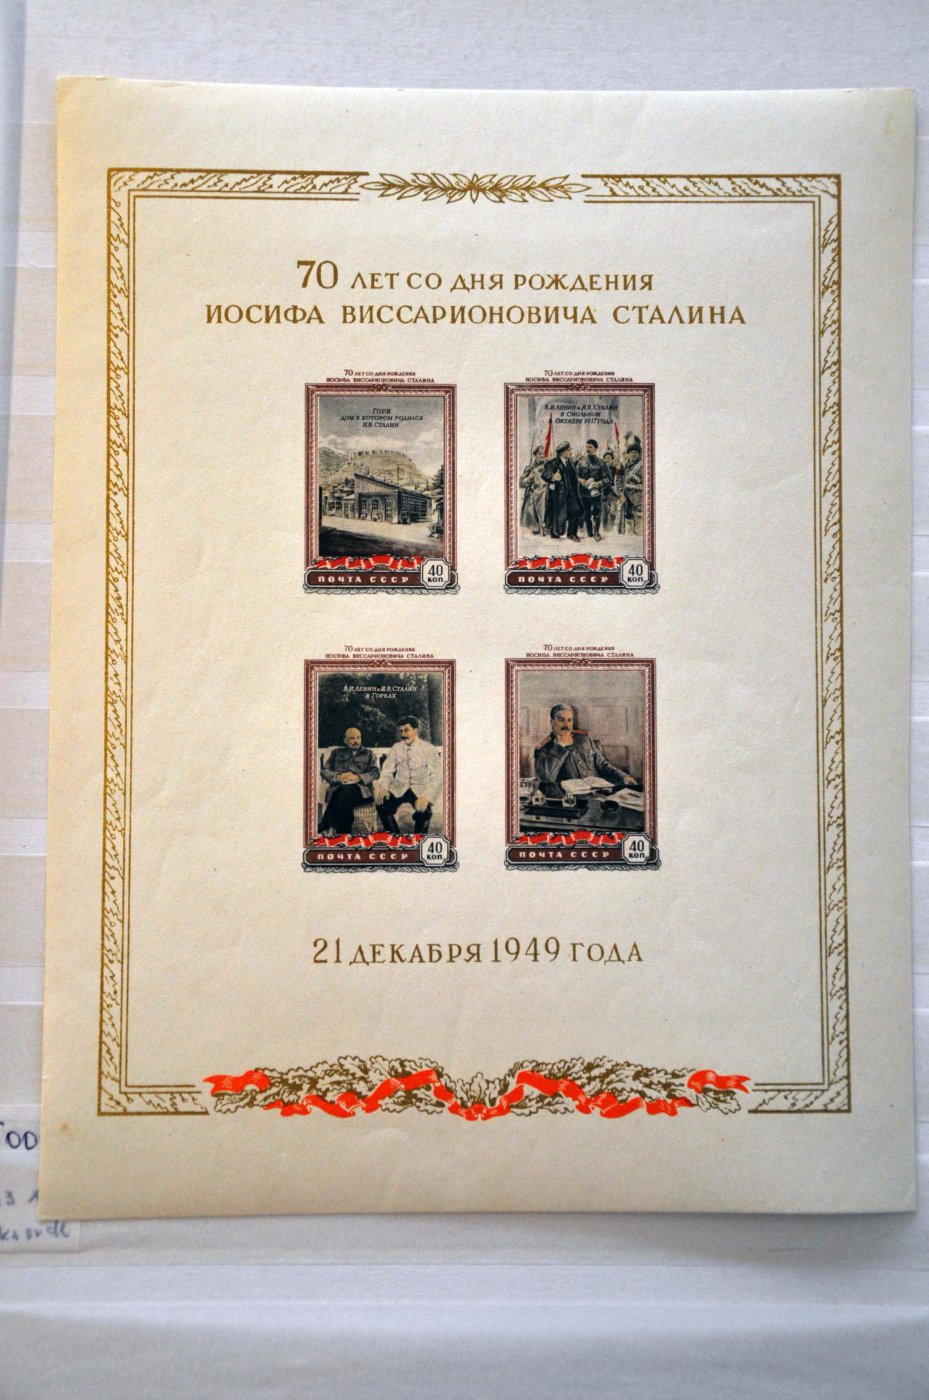 70 ЛЕТ СО ДНЯ РОЖДЕНИЯ
ИОСИФА ВИССАРИОНОВИЧА СТАЛИНА
70 ЛЕТ СО ДНЯ РОЖДЕНИЯ
ИОСИФА ВИССАРИОНОВИЧА СТАЛИНА
ГОРИ
ДОМ В КОТОРОМ РОДИЛСЯ
И.В. СТАЛИН
ПОЧТА СССР
40
КОП.
70 ЛЕТ СО ДНЯ РОЖДЕНИЯ
ИОСИФА ВИССАРИОНОВИЧА СТАЛИНА
В.И. ЛЕНИН и И.В. СТАЛИН
В СМОЛЬНОМ
В ОКТЯБРЕ 1917 ГОДА
ПОЧТА СССР
40
КОП.
70 ЛЕТ СО ДНЯ РОЖДЕНИЯ
ИОСИФА ВИССАРИОНОВИЧА СТАЛИНА
В.И. ЛЕНИН и И.В. СТАЛИН
В ГОРКАХ
ПОЧТА СССР
40
КОП.
70 ЛЕТ СО ДНЯ РОЖДЕНИЯ
ИОСИФА ВИССАРИОНОВИЧА СТАЛИНА
ПОЧТА СССР
40
КОП.
21 ДЕКАБРЯ 1949 ГОДА